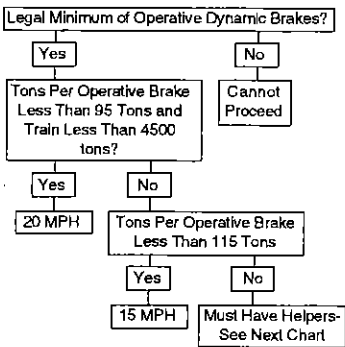 Legal Minimum of Operative Dynamic Brakes?
Yes
No
Tons Per Operative Brake
Less Than 95 Tons and
Train Less Than 4500
tons?
Cannot
Proceed
Yes
No
20 MPH
Tons Per Operative Brake
Less Than 115 Tons
Yes
No
15 MPH
Must Have Helpers-
See Next Chart